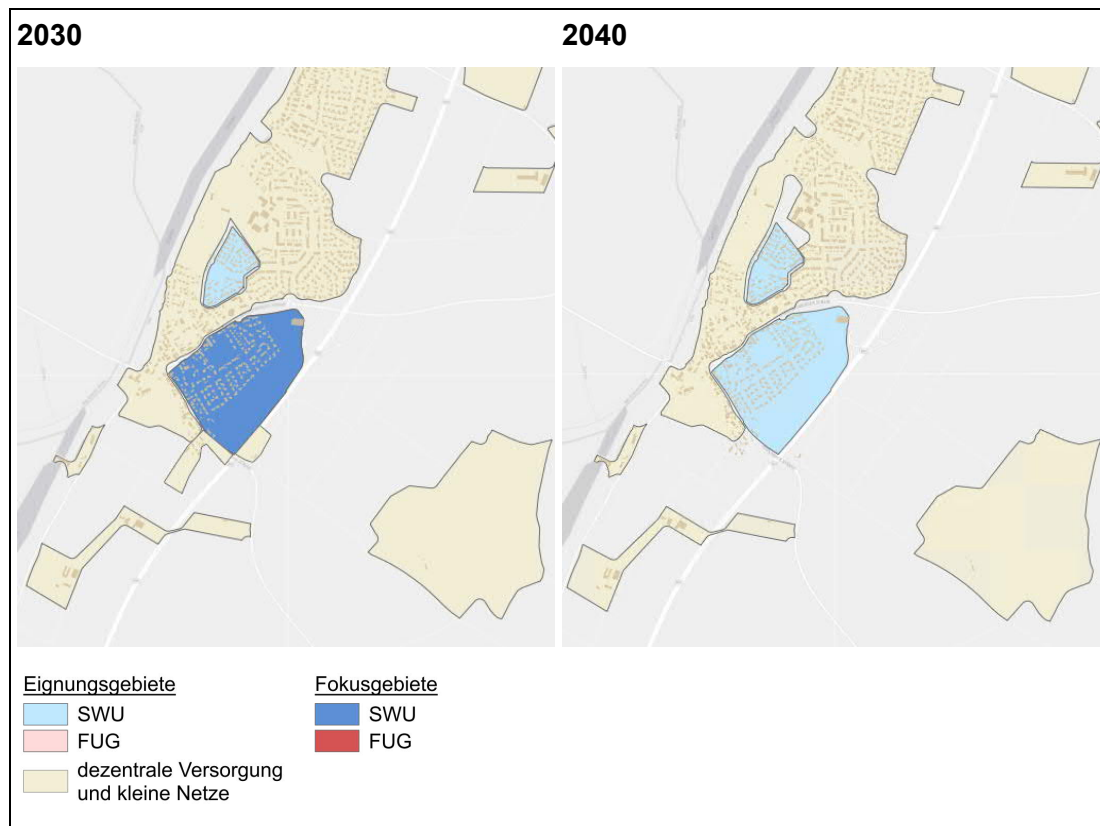 2030
2040
Eignungsgebiete
SWU
FUG
dezentrale Versorgung
und kleine Netze
Fokusgebiete
SWU
FUG